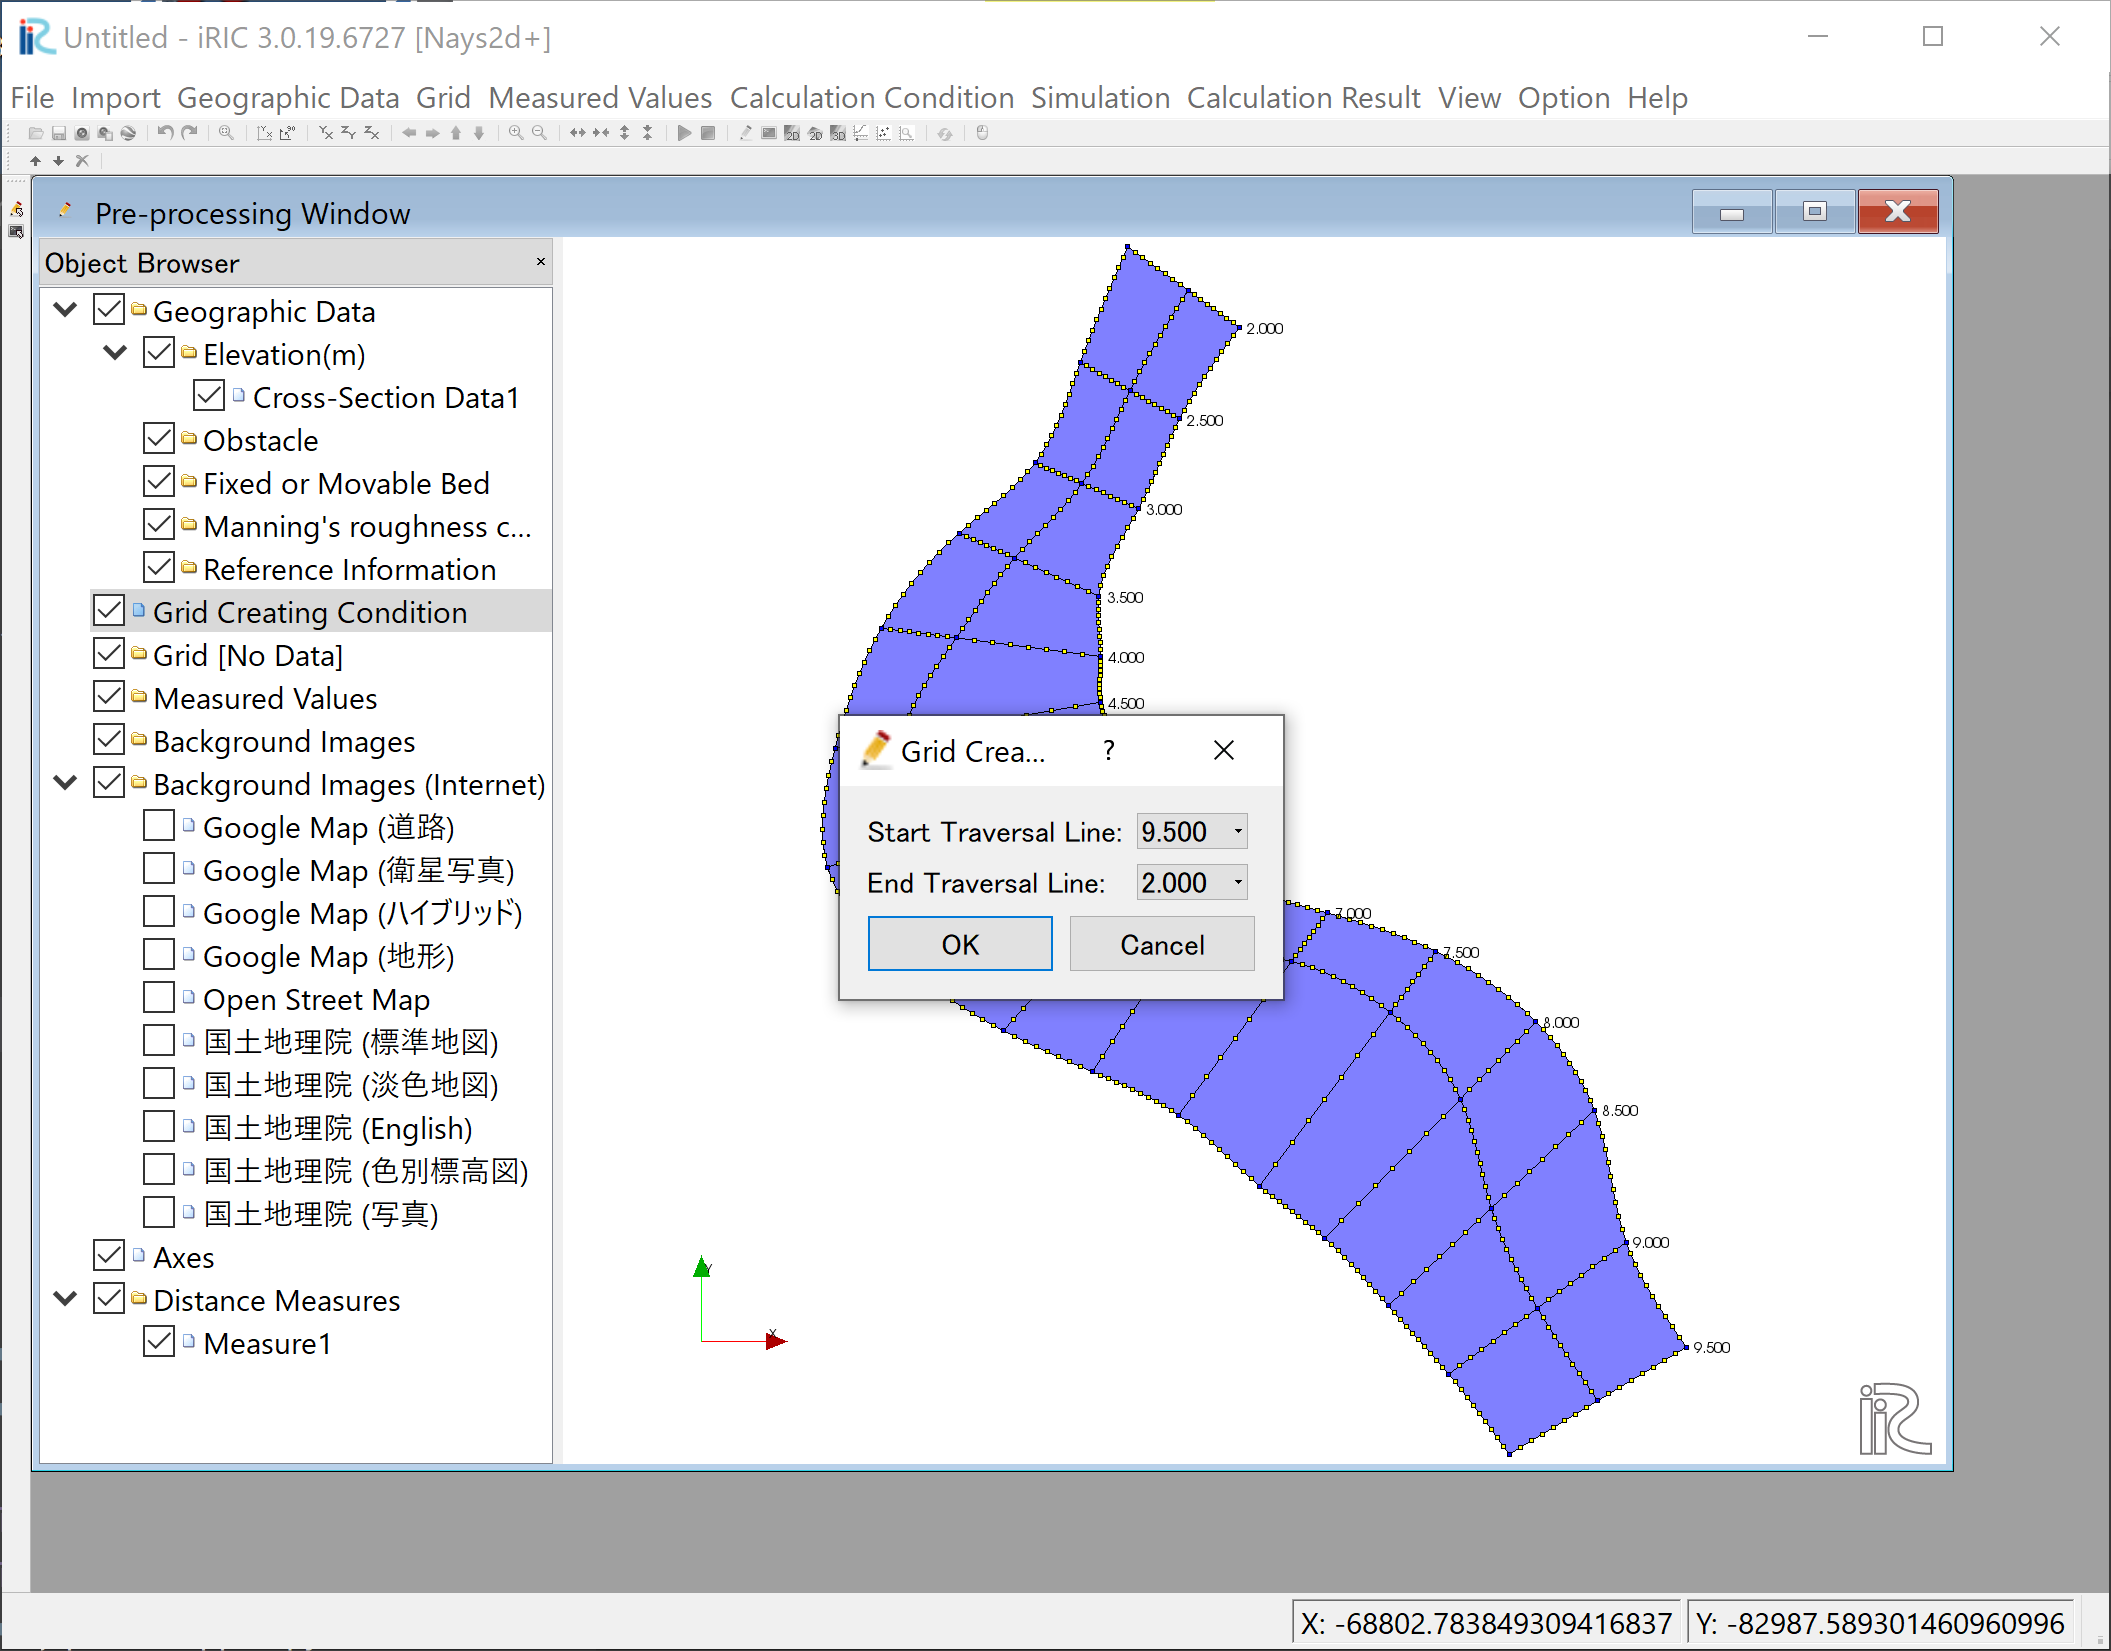 Untitled - iRIC 3.0.19.6727 [Nays2d+]
File Import Geographic Data Grid Measured Values Calculation Condition Simulation Calculation Result View Option Help
Pre-processing Window
Object Browser
Geographic Data
Elevation(m)
Cross-Section Data1
Obstacle
Fixed or Movable Bed
Manning's roughness c...
Reference Information
Grid Creating Condition
Grid [No Data]
Measured Values
Background Images
Background Images (Internet)
Google Map (道路)
Google Map (衛星写真)
Google Map (ハイブリッド)
Google Map (地形)
Open Street Map
国土地理院 (標準地図)
国土地理院 (淡色地図)
国土地理院 (English)
国土地理院 (色別標高図)
国土地理院 (写真)
Axes
Distance Measures
Measure1
2.000
2.500
3.000
3.500
4.000
4.500
Grid Crea...
?
Start Traversal Line: 9.500
End Traversal Line: 2.000
OK Cancel
7.000
7.500
8.000
8.500
9.000
9.500
Y
X
iRIC
X: -68802.783849309416837 Y: -82987.589301460960996